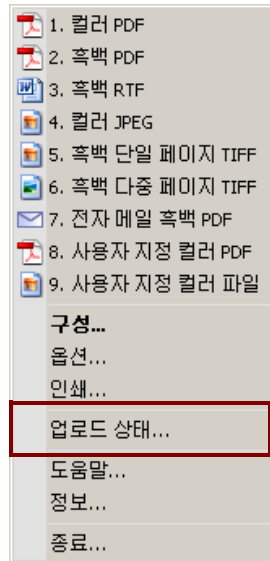 1. 컬러 PDF
2. 흑백 PDF
3. 흑백 RTF
4. 컬러 JPEG
5. 흑백 단일 페이지 TIFF
6. 흑백 다중 페이지 TIFF
7. 전자 메일 흑백 PDF
8. 사용자 지정 컬러 PDF
9. 사용자 지정 컬러 파일
구성...
옵션...
인쇄...
업로드 상태...
도움말...
정보...
종료...